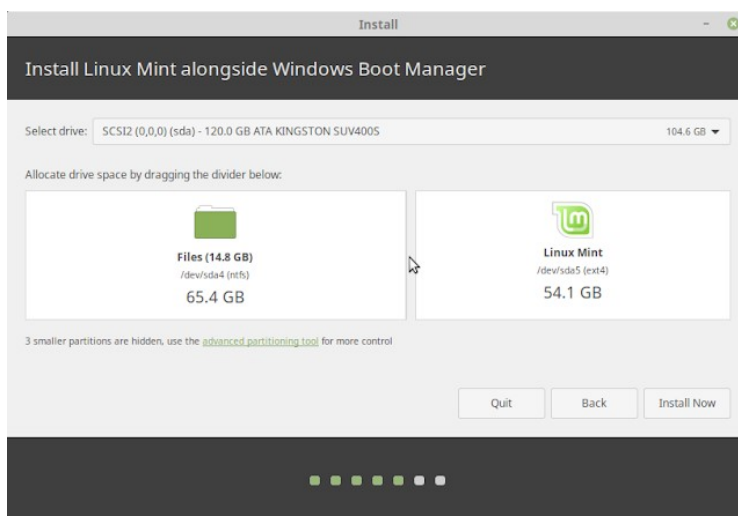 Install
Install Linux Mint alongside Windows Boot Manager
Select drive: SCSI2 (0,0,0) (sda) - 120.0 GB ATA KINGSTON SUV400S 104.6 GB
Allocate drive space by dragging the divider below:
Files (14.8 GB)
/dev/sda4 (ntfs)
65.4 GB
Linux Mint
/dev/sda5 (ext4)
54.1 GB
3 smaller partitions are hidden, use the advanced partitioning tool for more control
Quit Back Install Now